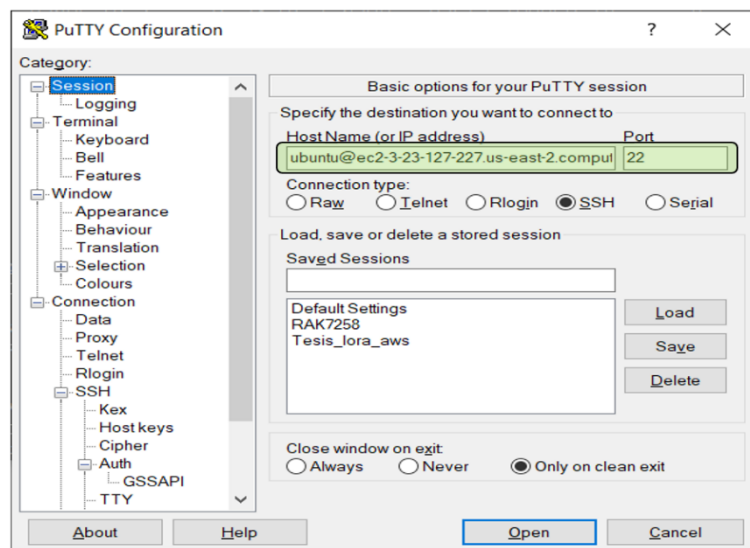 PuTTY Configuration
?
Category:
Session
Logging
Terminal
Keyboard
Bell
Features
Window
Appearance
Behaviour
Translation
Selection
Colours
Connection
Data
Proxy
Telnet
Rlogin
SSH
Kex
Host keys
Cipher
Auth
GSSAPI
TTY
Basic options for your PuTTY session
Specify the destination you want to connect to
Host Name (or IP address) Port
ubuntu@ec2-3-23-127-227.us-east-2.comput 22
Connection type:
Raw Telnet Rlogin SSH Serial
Load, save or delete a stored session
Saved Sessions
Default Settings
RAK7258
Tesis_lora_aws
Load
Save
Delete
Close window on exit:
Always Never Only on clean exit
About Help Open Cancel